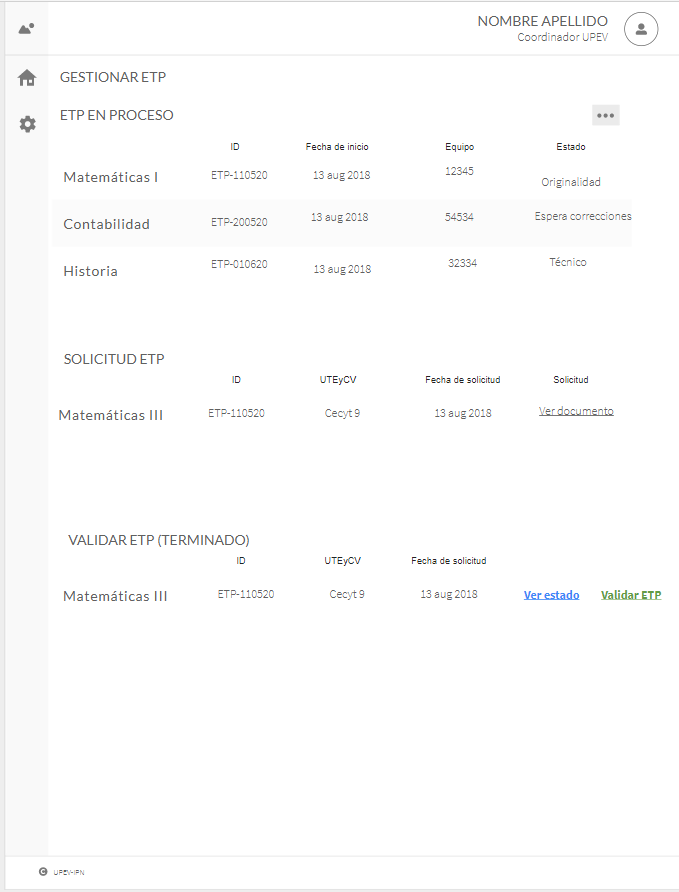 NOMBRE APELLIDO
Coordinador UPEV
GESTIONAR ETP
ETP EN PROCESO
ID Fecha de inicio Equipo Estado
Matemáticas I ETP-110520 13 aug 2018 12345 Originalidad
Contabilidad ETP-200520 13 aug 2018 54534 Espera correcciones
Historia ETP-010620 13 aug 2018 32334 Técnico
SOLICITUD ETP
ID UTEyCV Fecha de solicitud Solicitud
Matemáticas III ETP-110520 Cecyt 9 13 aug 2018 Ver documento
VALIDAR ETP (TERMINADO)
ID UTEyCV Fecha de solicitud
Matemáticas III ETP-110520 Cecyt 9 13 aug 2018 Ver estado Validar ETP
© UPEV-IPN